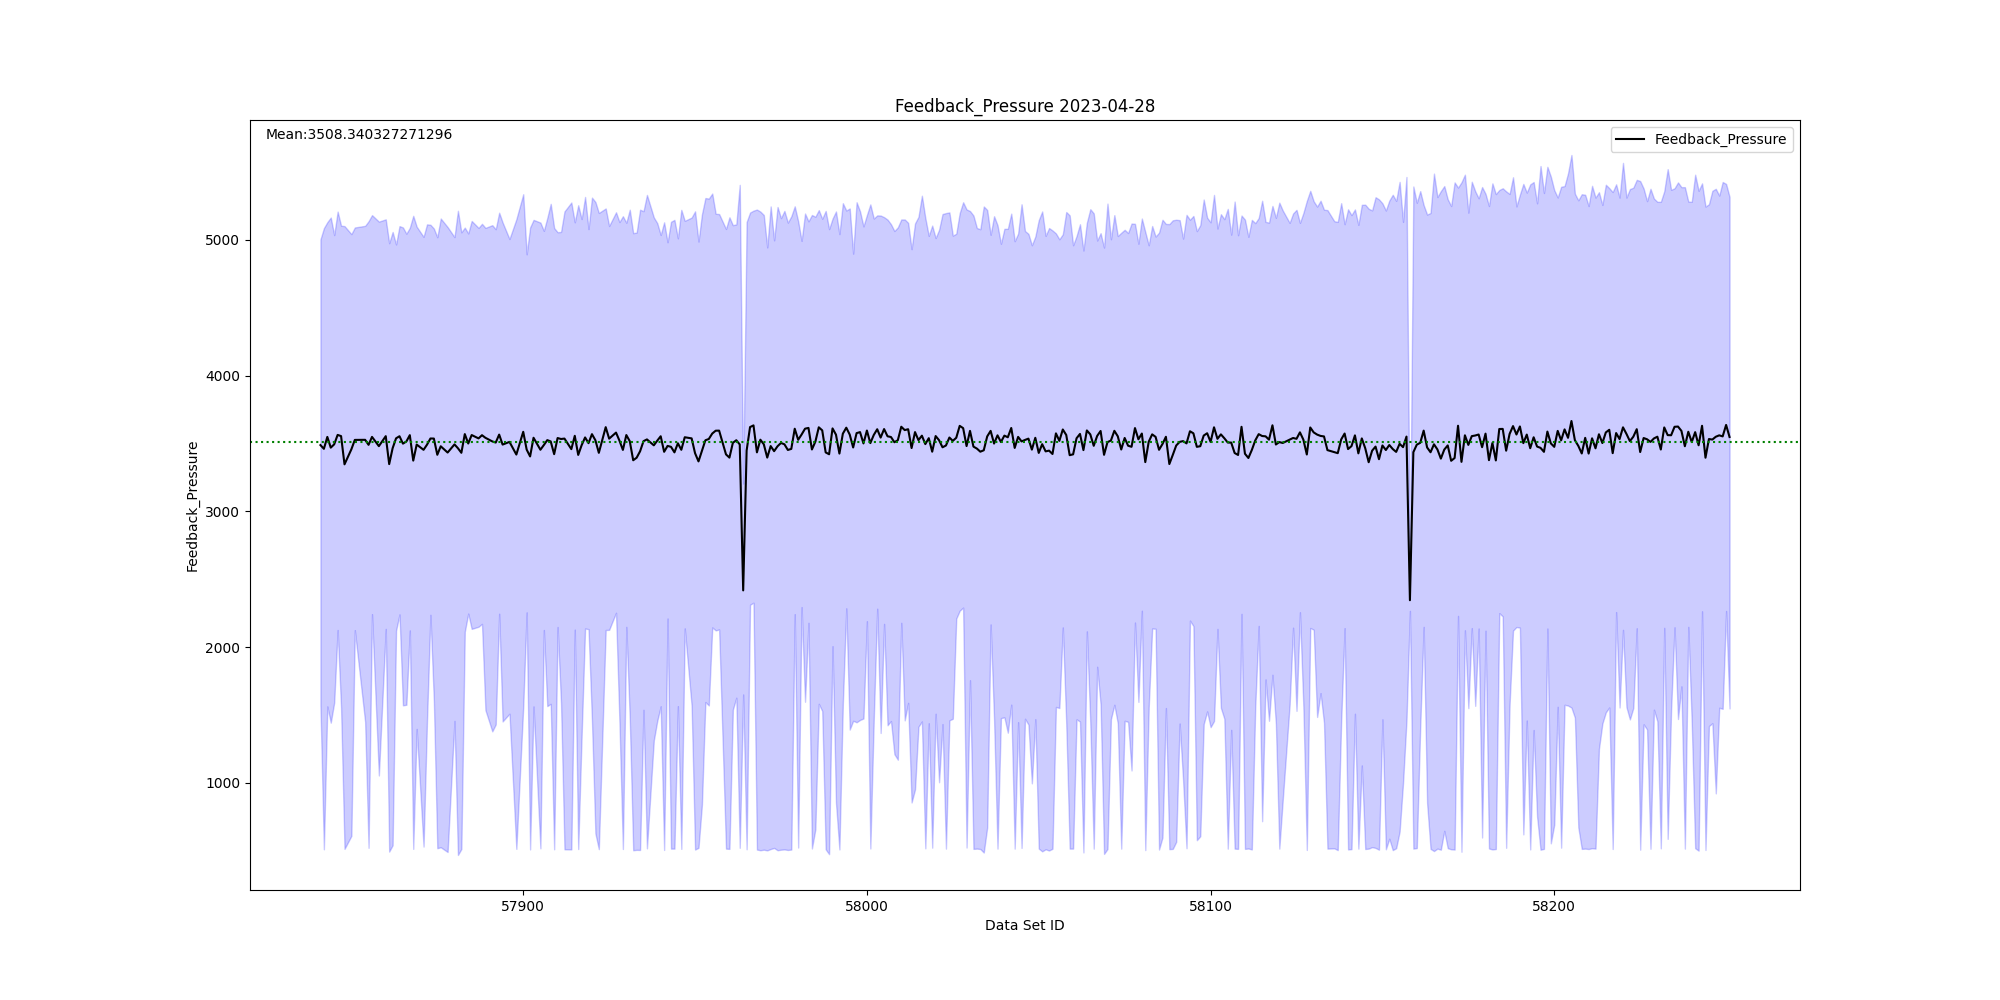 Feedback_Pressure 2023-04-28
Mean:3508.340327271296
Feedback_Pressure
Feedback_Pressure
5000
4000
3000
2000
1000
57900
58000
58100
58200
Data Set ID